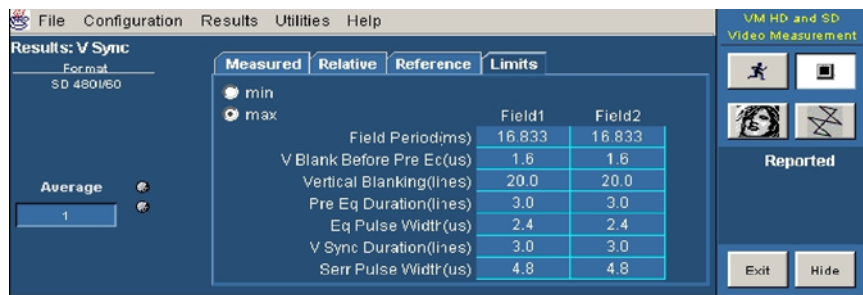 File Configuration Results Utilities Help
VM HD and SD
Video Measurement
Results: V Sync
Format
SD 480I/60
Average
1
Measured Relative Reference Limits
min
max
Field1 Field2
Field Period(ms) 16.833 16.833
V Blank Before Pre Eq(us) 1.6 1.6
Vertical Blanking(lines) 20.0 20.0
Pre Eq Duration(lines) 3.0 3.0
Eq Pulse Width(us) 2.4 2.4
V Sync Duration(lines) 3.0 3.0
Serr Pulse Width(us) 4.8 4.8
Reported
Exit Hide